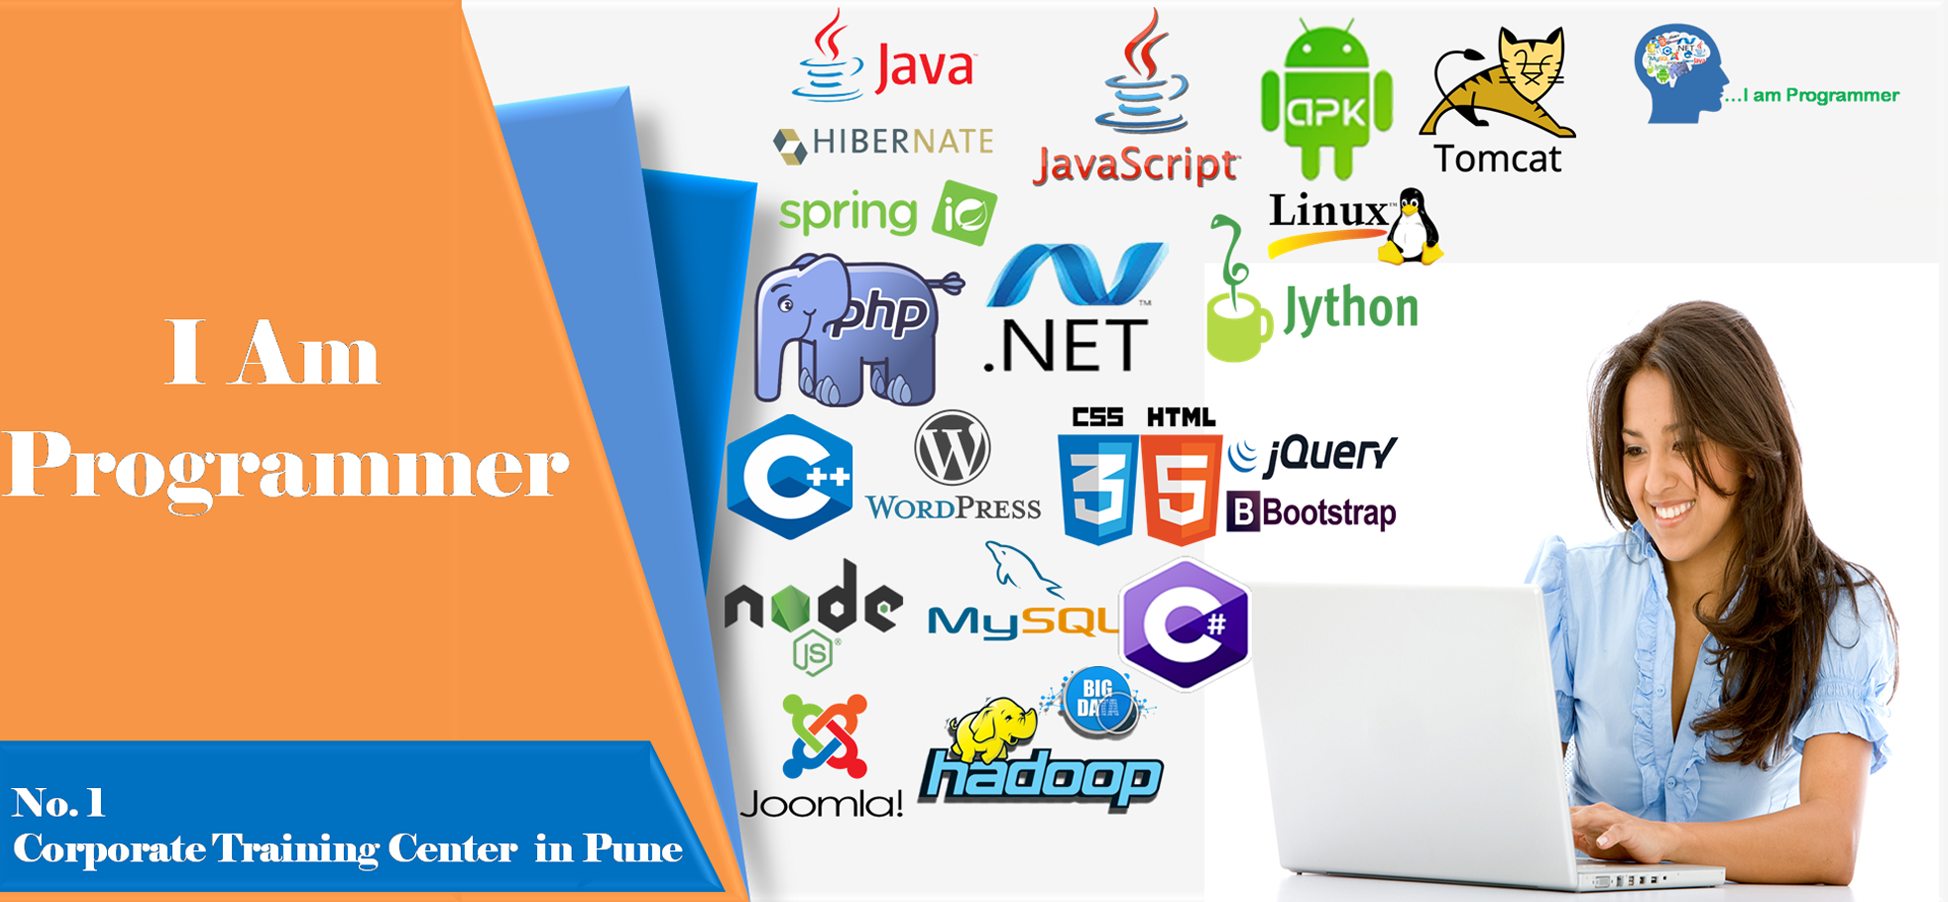 I Am
Programmer
No. 1
Corporate Training Center in Pune
Java
HIBERNATE
spring
php
C++
WORDPRESS
node
JS
Joomla!
JavaScript
.NET
CSS HTML
3 5
MySQL
BIG
DATA
hadoop
APK
Tomcat
Linux
Jython
jQuery
B Bootstrap
C#
.NET
...I am Programmer